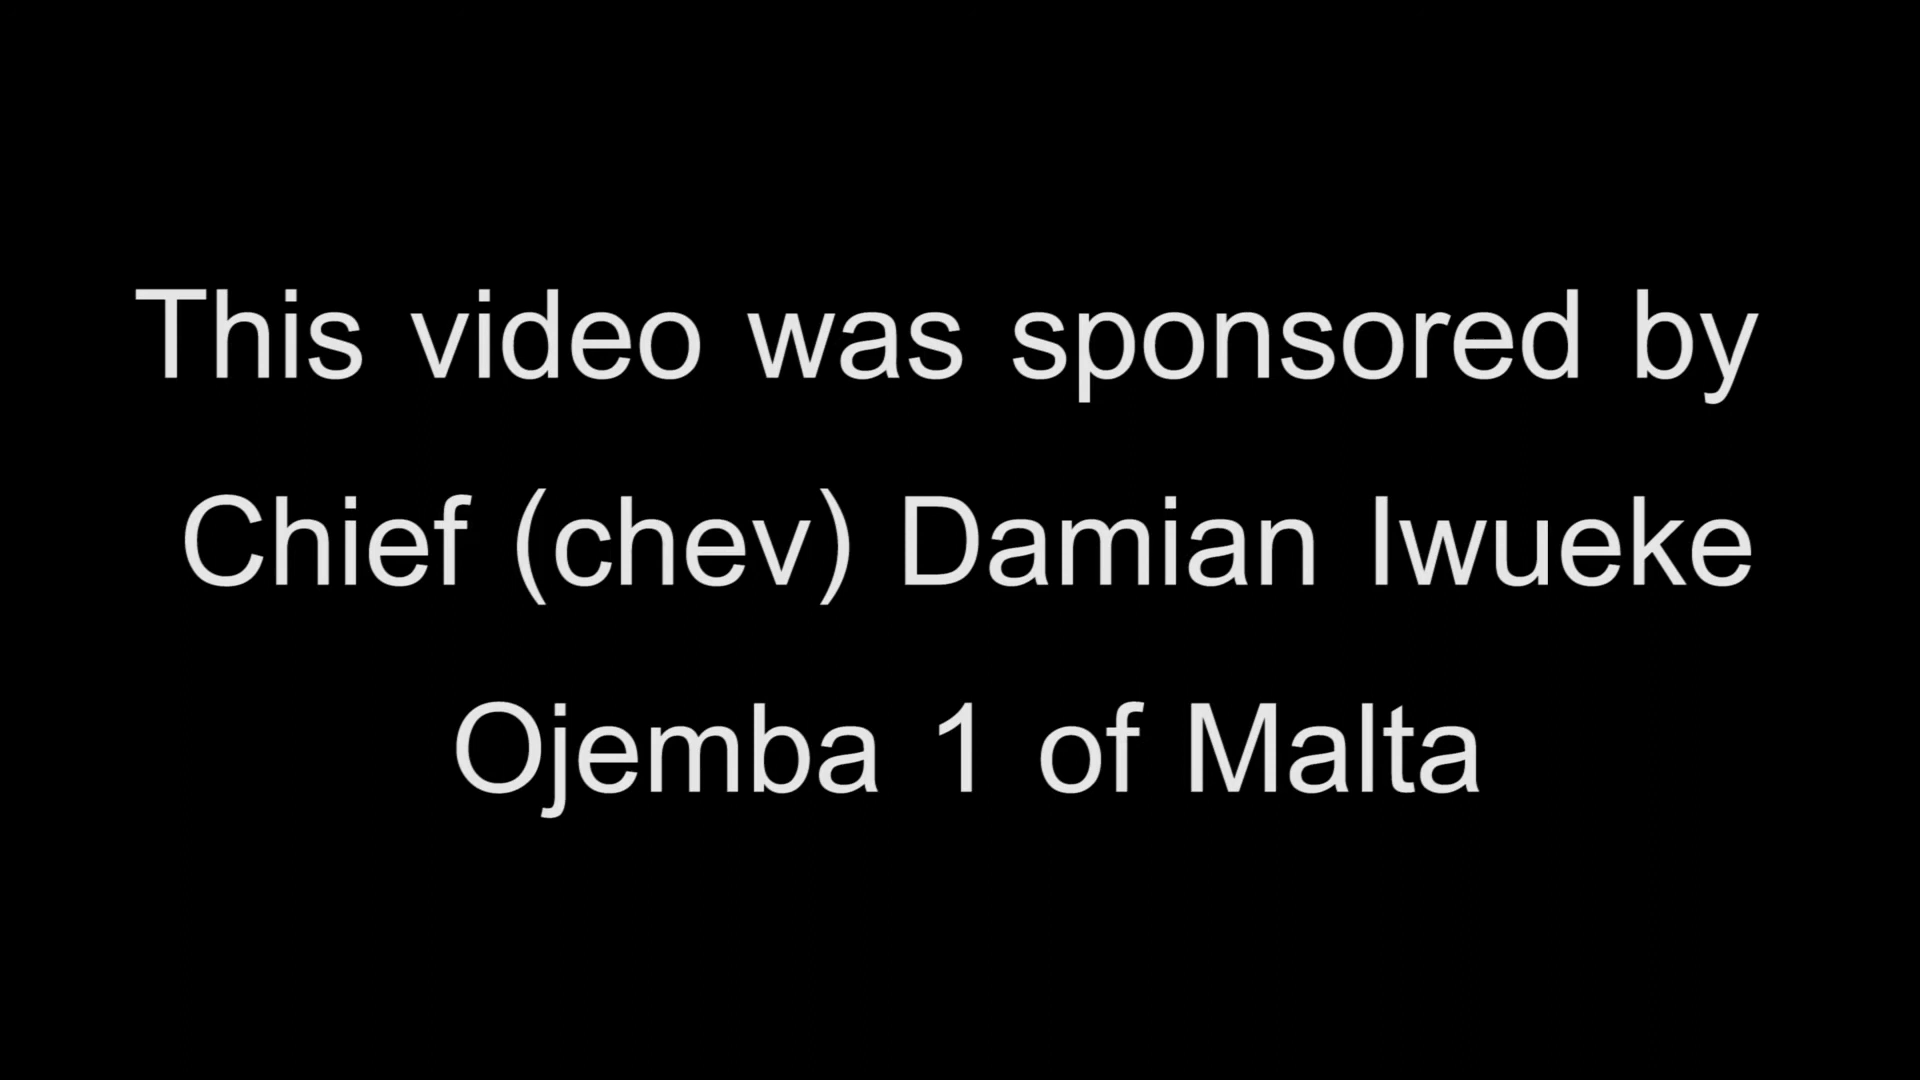 This video was sponsored by
Chief (chev) Damian Iwueke
Ojemba 1 of Malta